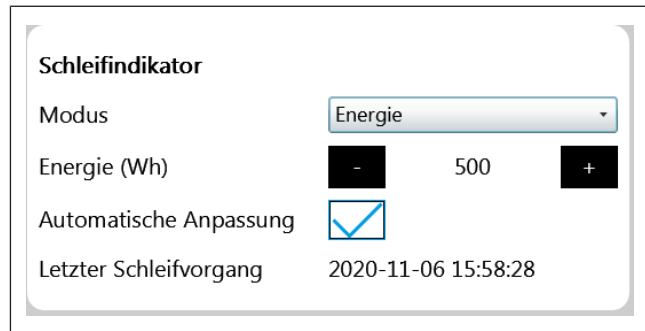 Schleifindikator
Modus Energie
Energie (Wh) - 500 +
Automatische Anpassung
Letzter Schleifvorgang 2020-11-06 15:58:28